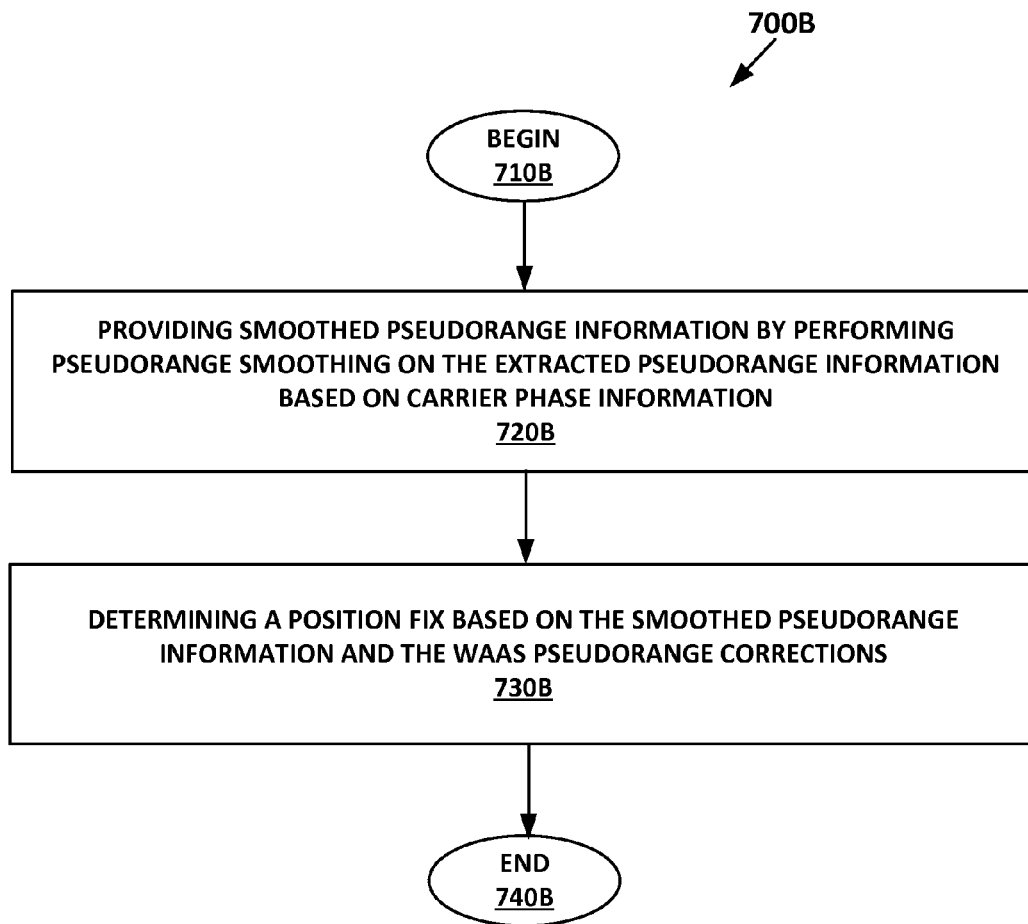 700B
BEGIN
710B
PROVIDING SMOOTHED PSEUDORANGE INFORMATION BY PERFORMING
PSEUDORANGE SMOOTHING ON THE EXTRACTED PSEUDORANGE INFORMATION
BASED ON CARRIER PHASE INFORMATION
720B
DETERMINING A POSITION FIX BASED ON THE SMOOTHED PSEUDORANGE
INFORMATION AND THE WAAS PSEUDORANGE CORRECTIONS
730B
END
740B